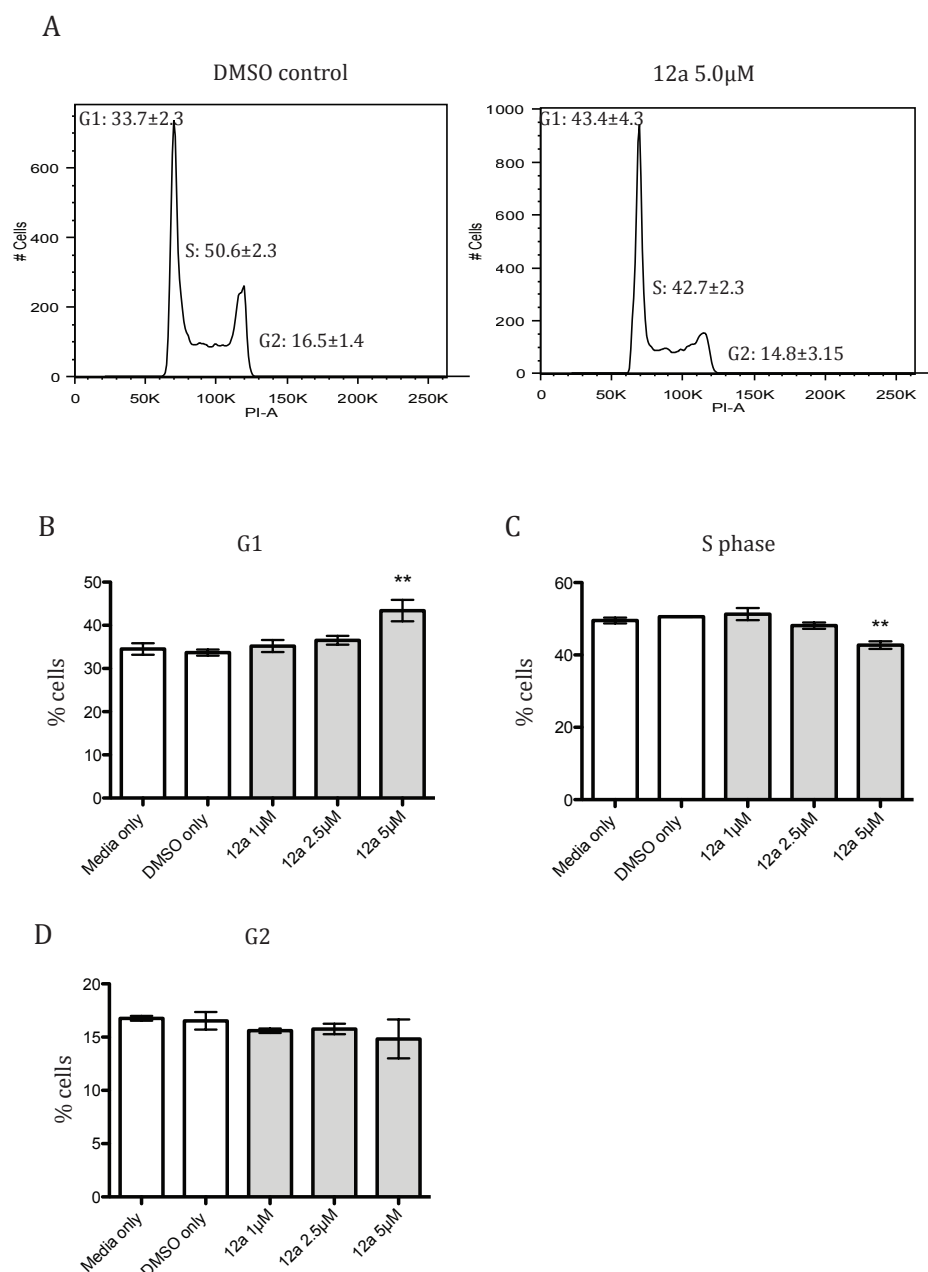 A
DMSO control
G1: 33.7±2.3
S: 50.6±2.3
G2: 16.5±1.4
# Cells
600
400
200
0
0 50K 100K 150K 200K 250K
PI-A
12a 5.0µM
G1: 43.4±4.3
S: 42.7±2.3
G2: 14.8±3.15
# Cells
1000
800
600
400
200
0
0 50K 100K 150K 200K 250K
PI-A
B
G1
**
% cells
50
40
30
20
10
0
Media only
DMSO only
12a 1µM
12a 2.5µM
12a 5µM
C
S phase
**
% cells
60
40
20
0
Media only
DMSO only
12a 1µM
12a 2.5µM
12a 5µM
D
G2
% cells
20
15
10
5
0
Media only
DMSO only
12a 1µM
12a 2.5µM
12a 5µM